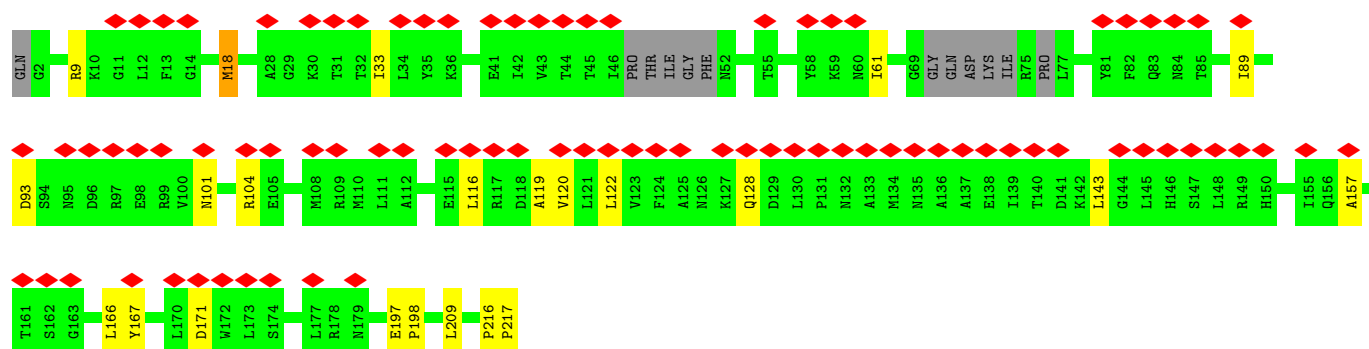 GLN G2 R9 K10 G11 L12 F13 G14 M18 A28 G29 K30 T31 T32 I33 L34 Y35 K36 E41 I42 V43 T44 T45 I46 PRO THR ILE GLY PHE N52 T55 Y58 K59 N60 I61 G69 GLY GLN ASP LYS ILE R75 PRO L77 Y81 F82 Q83 N84 T85 I89
D93 S94 N95 D96 R97 E98 R99 V100 N101 R104 E105 M108 R109 M110 L111 A112 E115 L116 R117 D118 A119 V120 L121 L122 V123 F124 A125 N126 K127 Q128 D129 L130 P131 N132 A133 M134 N135 A136 A137 E138 I139 T140 D141 K142 L143 G144 L145 H146 S147 L148 R149 H150 I155 Q156 A157
T161 S162 G163 L166 Y167 L170 D171 W172 L173 S174 L177 R178 N179 E197 P198 L209 P216 P217